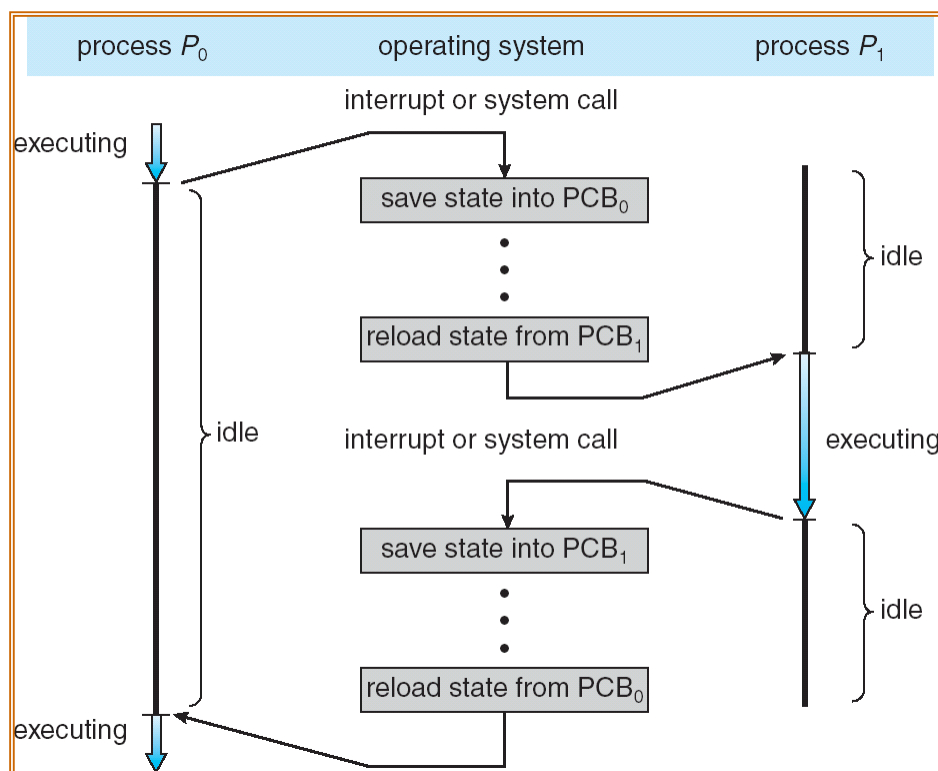 process P₀
operating system
process P₁
interrupt or system call
executing
save state into PCB₀
idle
reload state from PCB₁
idle
interrupt or system call
executing
save state into PCB₁
idle
reload state from PCB₀
executing